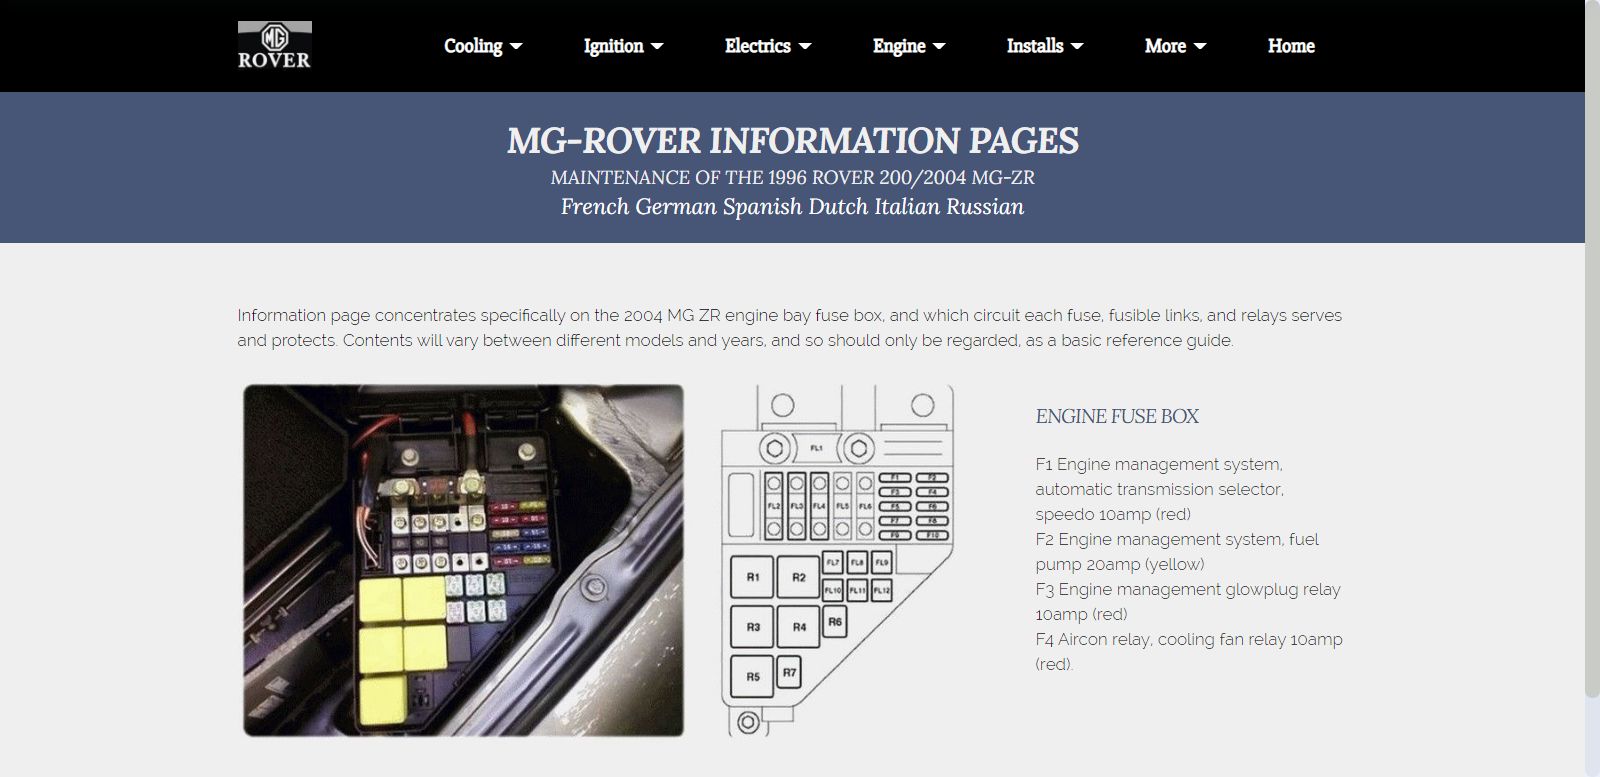 MG
ROVER
Cooling
Ignition
Electrics
Engine
Installs
More
Home
MG-ROVER INFORMATION PAGES
MAINTENANCE OF THE 1996 ROVER 200/2004 MG-ZR
French German Spanish Dutch Italian Russian
Information page concentrates specifically on the 2004 MG ZR engine bay fuse box, and which circuit each fuse, fusible links, and relays serves
and protects. Contents will vary between different models and years, and so should only be regarded, as a basic reference guide.
FL1
FL2 FL3 FL4 FL5 FL6
F1 F2
F3 F4
F5 F6
F7 F8
F9 F10
R1 R2 FL7 FL8 FL9
FL10 FL11 FL12
R3 R4 R6
R5 R7
ENGINE FUSE BOX
F1 Engine management system,
automatic transmission selector,
speedo 10amp (red)
F2 Engine management system, fuel
pump 20amp (yellow)
F3 Engine management glowplug relay
10amp (red)
F4 Aircon relay, cooling fan relay 10amp
(red).